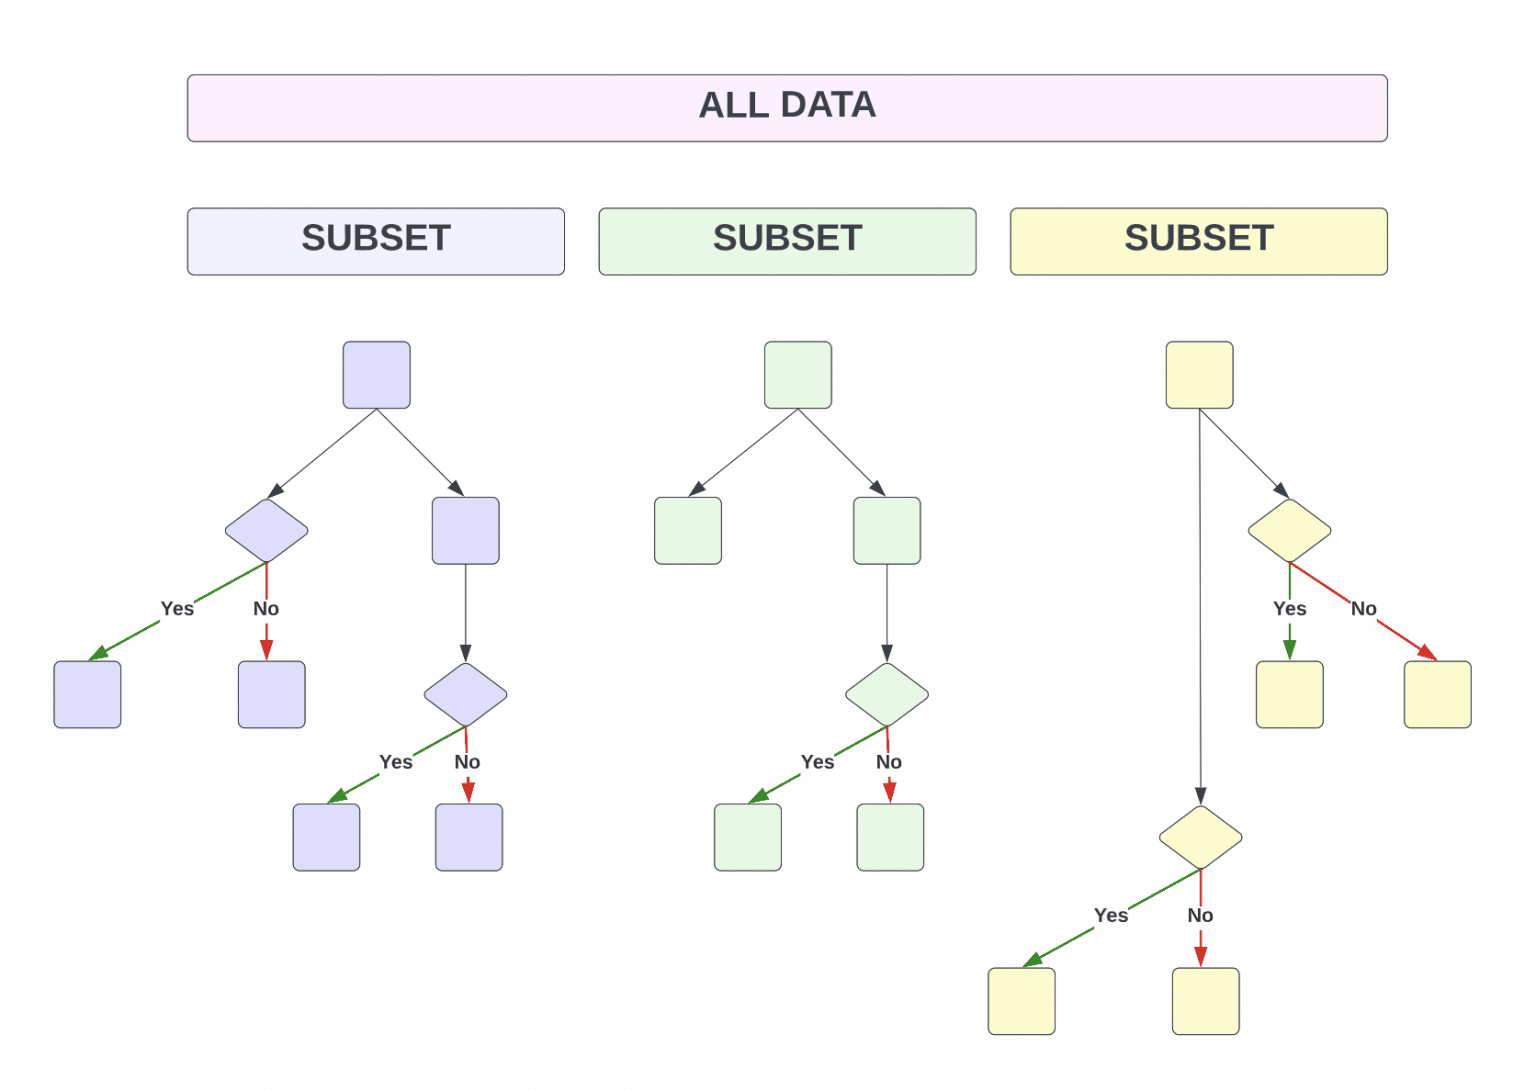 ALL DATA
SUBSET
SUBSET
SUBSET
Yes
No
Yes
No
Yes
No
Yes
No
Yes
No